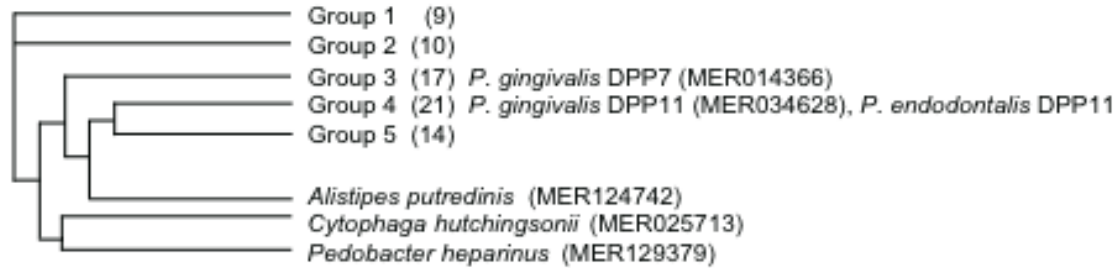 Group 1 (9)
Group 2 (10)
Group 3 (17) P. gingivalis DPP7 (MER014366)
Group 4 (21) P. gingivalis DPP11 (MER034628), P. endodontalis DPP11
Group 5 (14)
Alistipes putredinis (MER124742)
Cytophaga hutchingsonii (MER025713)
Pedobacter heparinus (MER129379)